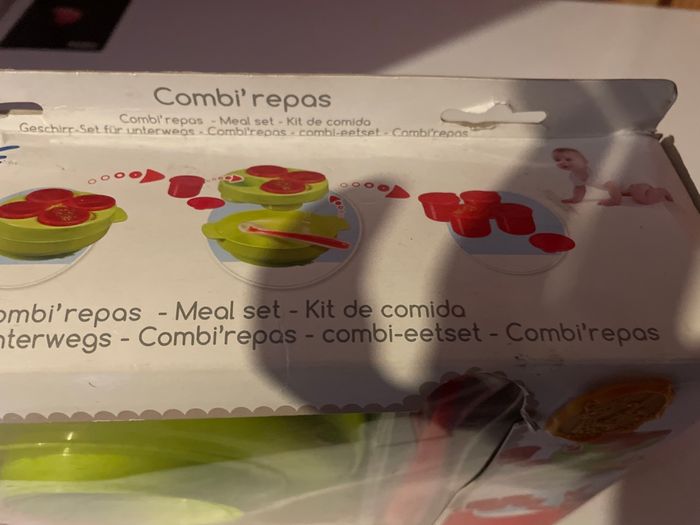 Combi'repas
Combi'repas - Meal set - Kit de comida
Geschirr-Set für unterwegs - Combi'repas - combi-eetset - Combi'repas
ombi'repas - Meal set - Kit de comida
nterwegs - Combi'repas - combi-eetset - Combi'repas